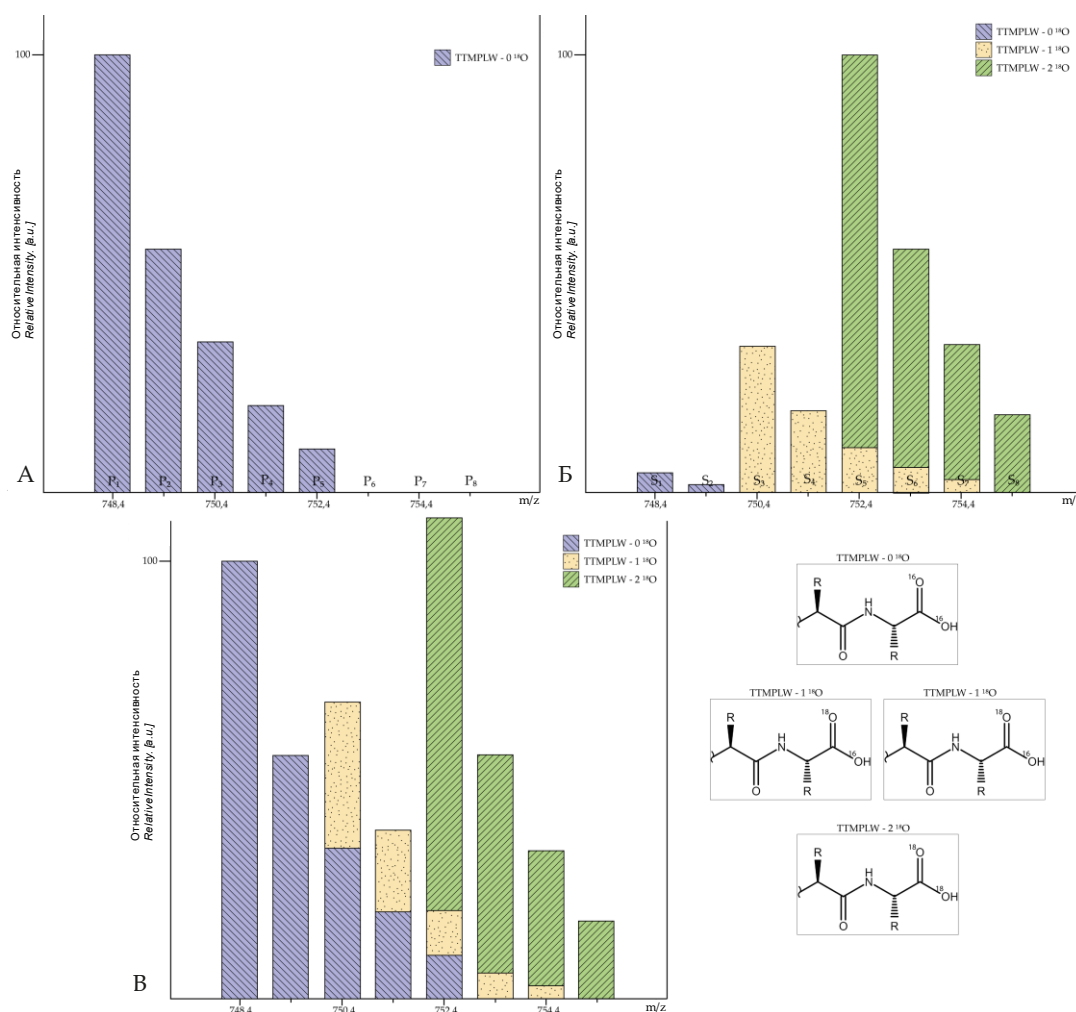 100
Относительная интенсивность
Relative Intensity. [a.u.]
TTMPLW - 0 ¹⁸O
P₁ P₂ P₃ P₄ P₅ P₆ P₇ P₈
748,4 750,4 752,4 754,4 m/z
А
100
Относительная интенсивность
Relative Intensity. [a.u.]
TTMPLW - 0 ¹⁸O
TTMPLW - 1 ¹⁸O
TTMPLW - 2 ¹⁸O
S₁ S₂ S₃ S₄ S₅ S₆ S₇ S₈
748,4 750,4 752,4 754,4 m/z
Б
100
Относительная интенсивность
Relative Intensity. [a.u.]
TTMPLW - 0 ¹⁸O
TTMPLW - 1 ¹⁸O
TTMPLW - 2 ¹⁸O
748,4 750,4 752,4 754,4 m/z
В
TTMPLW - 0 ¹⁸O
R H N O R ¹⁶O ¹⁶OH
TTMPLW - 1 ¹⁸O
R H N O R ¹⁸O ¹⁶OH
TTMPLW - 1 ¹⁸O
R H N O R ¹⁸O ¹⁶OH
TTMPLW - 2 ¹⁸O
R H N O R ¹⁸O ¹⁸OH